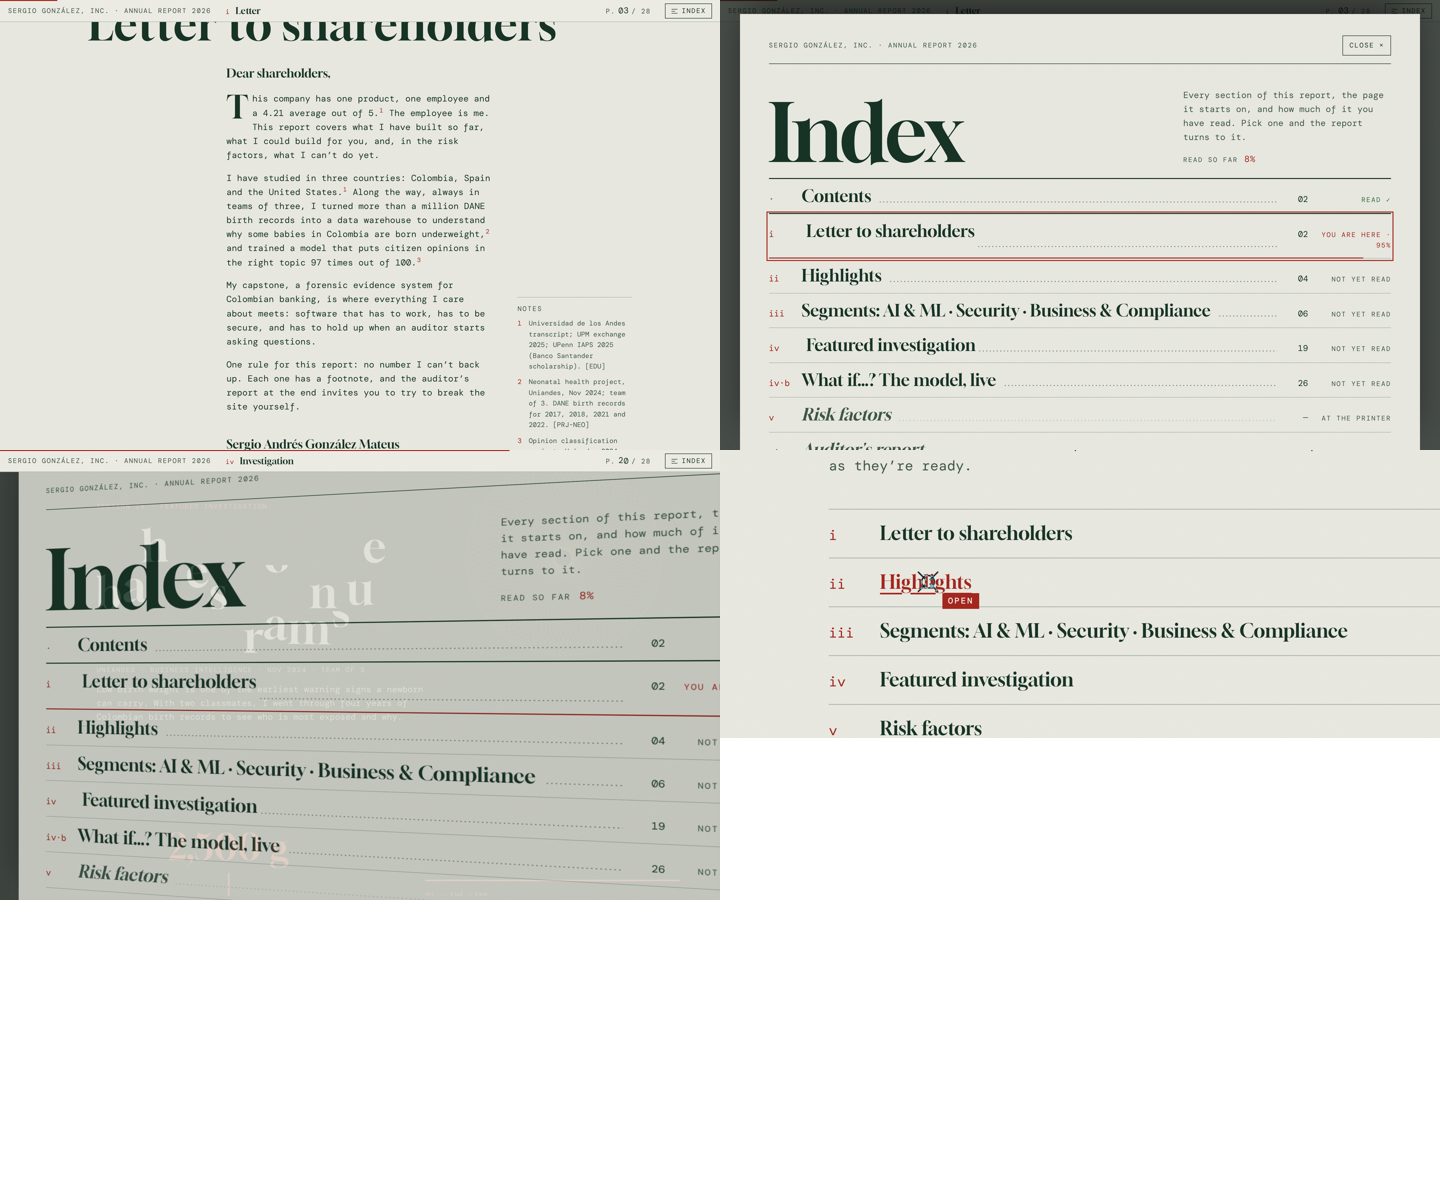 SERGIO GONZÁLEZ, INC. · ANNUAL REPORT 2026
i Letter
P. 03 / 28
INDEX
Letter to shareholders
Dear shareholders,
This company has one product, one employee and
a 4.21 average out of 5.1 The employee is me.
This report covers what I have built so far,
what I could build for you, and, in the risk
factors, what I can't do yet.
I have studied in three countries: Colombia, Spain
and the United States.1 Along the way, always in
teams of three, I turned more than a million DANE
birth records into a data warehouse to understand
why some babies in Colombia are born underweight,2
and trained a model that puts citizen opinions in
the right topic 97 times out of 100.3
My capstone, a forensic evidence system for
Colombian banking, is where everything I care
about meets: software that has to work, has to be
secure, and has to hold up when an auditor starts
asking questions.
One rule for this report: no number I can't back
up. Each one has a footnote, and the auditor's
report at the end invites you to try to break the
site yourself.
Sergio Andrés González Mateus
NOTES
1 Universidad de los Andes
transcript; UPM exchange
2025; UPenn IAPS 2025
(Banco Santander
scholarship). [EDU]
2 Neonatal health project,
Uniandes, Nov 2024; team
of 3. DANE birth records
for 2017, 2018, 2021 and
2022. [PRJ-NEO]
3 Opinion classification
SERGIO GONZÁLEZ, INC. · ANNUAL REPORT 2026
CLOSE ×
Index
Every section of this report, the page
it starts on, and how much of it you
have read. Pick one and the report
turns to it.
READ SO FAR 8%
· Contents 02 READ ✓
i Letter to shareholders 02 YOU ARE HERE ·
95%
ii Highlights 04 NOT YET READ
iii Segments: AI & ML · Security · Business & Compliance 06 NOT YET READ
iv Featured investigation 19 NOT YET READ
iv·b What if...? The model, live 26 NOT YET READ
v Risk factors — AT THE PRINTER
Auditor's report
SERGIO GONZÁLEZ, INC. · ANNUAL REPORT 2026
iv Investigation
P. 20 / 28
INDEX
SERGIO GONZÁLEZ, INC. · ANNUAL REPORT 2026
Index
Every section of this report, t
it starts on, and how much of i
have read. Pick one and the rep
turns to it.
READ SO FAR 8%
· Contents 02
i Letter to shareholders 02 YOU A
ii Highlights 04 NOT
iii Segments: AI & ML · Security · Business & Compliance 06 NOT
iv Featured investigation 19 NOT
iv·b What if...? The model, live 26 NOT
2,500 g
v Risk factors
as they're ready.
i Letter to shareholders
ii Highlights
OPEN
iii Segments: AI & ML · Security · Business & Compliance
iv Featured investigation
v Risk factors